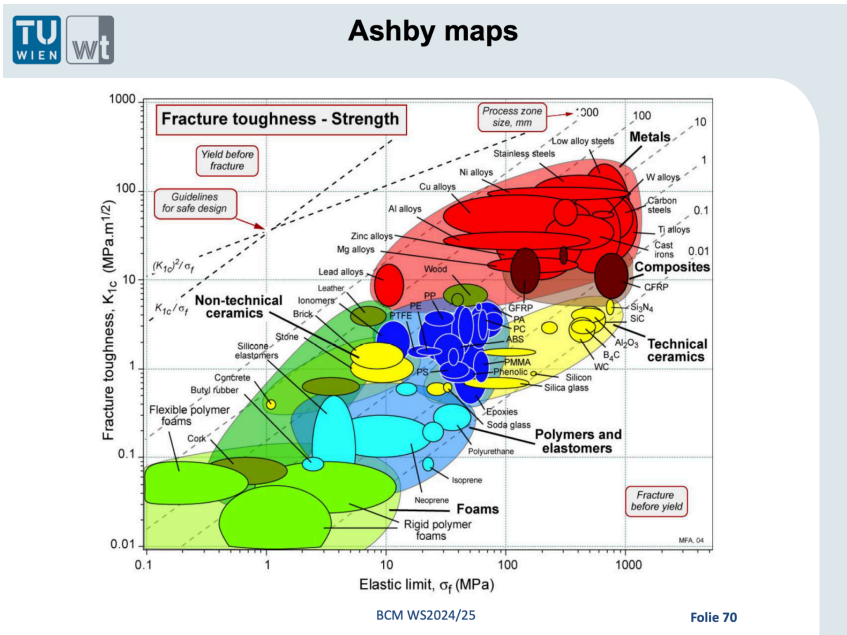 TU
WIEN
wt
Ashby maps
1000
100
10
1
0.1
0.01
Fracture toughness, K1c (MPa.m1/2)
Fracture toughness - Strength
Process zone
size, mm
1000
100
10
1
0.1
0.01
Yield before
fracture
Guidelines
for safe design
(K1c)2/σf
K1c/σf
Low alloy steels
Metals
Stainless steels
Ni alloys
W alloys
Cu alloys
Carbon
steels
Al alloys
Ti alloys
Zinc alloys
Cast
irons
Mg alloys
Composites
Lead alloys
Wood
CFRP
Leather
Non-technical
ceramics
Ionomers
PP
GFRP
Si3N4
Brick
PTFE
PE
PA
SiC
PC
Stone
ABS
Al2O3
Technical
ceramics
Silicone
elastomers
B4C
PMMA
WC
Concrete
PS
Phenolic
Silicon
Butyl rubber
Silica glass
Flexible polymer
foams
Epoxies
Soda glass
Cork
Polymers and
elastomers
Polyurethane
Isoprene
Neoprene
Foams
Rigid polymer
foams
Fracture
before yield
MFA, 04
0.1
1
10
100
1000
Elastic limit, σf (MPa)
BCM WS2024/25
Folie 70